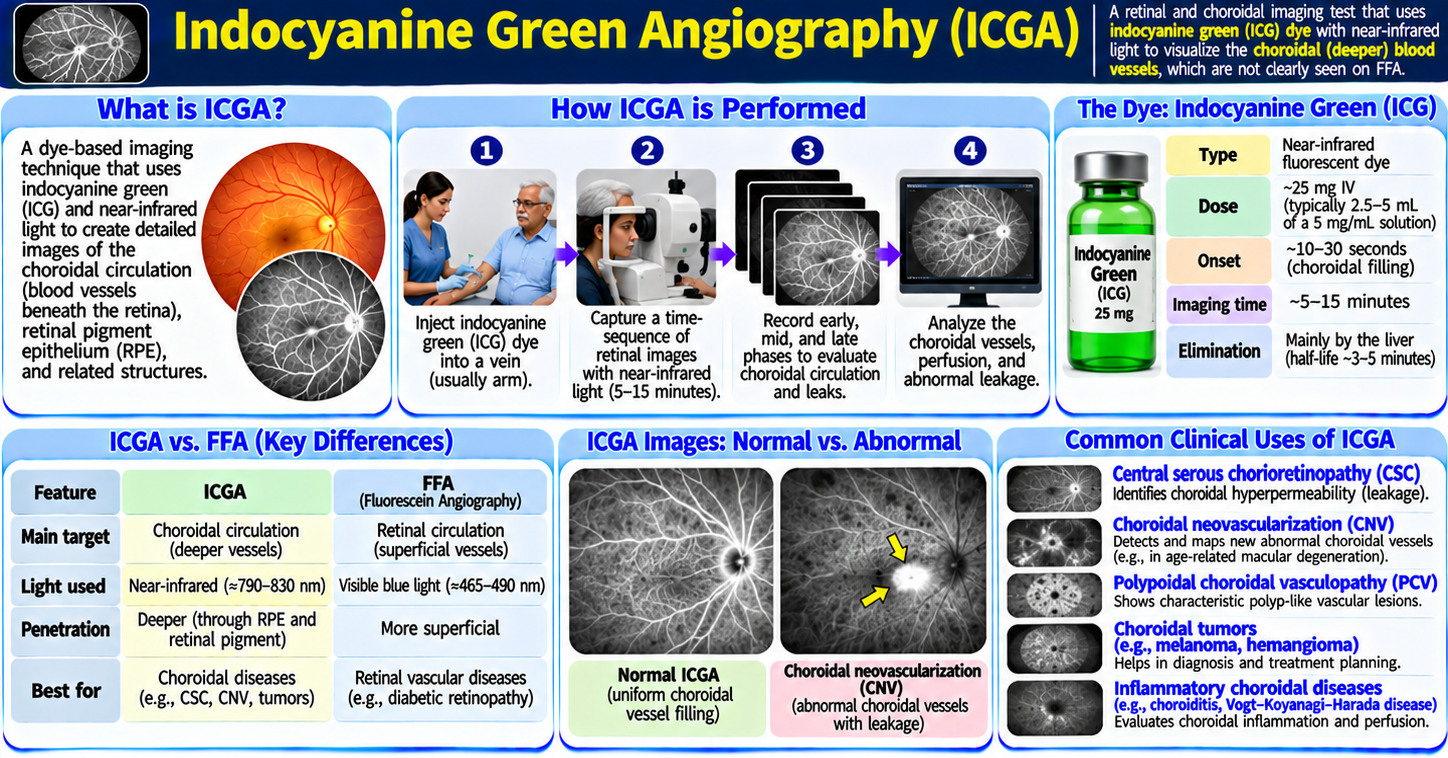 Indocyanine Green Angiography (ICGA)
A retinal and choroidal imaging test that uses
indocyanine green (ICG) dye with near-infrared
light to visualize the choroidal (deeper) blood
vessels, which are not clearly seen on FFA.
What is ICGA?
A dye-based imaging
technique that uses
indocyanine green
(ICG) and near-infrared
light to create detailed
images of the
choroidal circulation
(blood vessels
beneath the retina),
retinal pigment
epithelium (RPE),
and related structures.
How ICGA is Performed
1
Inject indocyanine
green (ICG) dye
into a vein
(usually arm).
2
Capture a time-
sequence of
retinal images
with near-infrared
light (5–15 minutes).
3
Record early,
mid, and late
phases to evaluate
choroidal circulation
and leaks.
4
Analyze the
choroidal vessels,
perfusion, and
abnormal leakage.
The Dye: Indocyanine Green (ICG)
Indocyanine
Green
(ICG)
25 mg
Type
Near-infrared
fluorescent dye
Dose
~25 mg IV
(typically 2.5–5 mL
of a 5 mg/mL solution)
Onset
~10–30 seconds
(choroidal filling)
Imaging time
~5–15 minutes
Elimination
Mainly by the liver
(half-life ~3–5 minutes)
ICGA vs. FFA (Key Differences)
Feature
ICGA
FFA
(Fluorescein Angiography)
Main target
Choroidal circulation
(deeper vessels)
Retinal circulation
(superficial vessels)
Light used
Near-infrared (≈790–830 nm)
Visible blue light (≈465–490 nm)
Penetration
Deeper (through RPE and
retinal pigment)
More superficial
Best for
Choroidal diseases
(e.g., CSC, CNV, tumors)
Retinal vascular diseases
(e.g., diabetic retinopathy)
ICGA Images: Normal vs. Abnormal
Normal ICGA
(uniform choroidal
vessel filling)
Choroidal neovascularization
(CNV)
(abnormal choroidal vessels
with leakage)
Common Clinical Uses of ICGA
Central serous chorioretinopathy (CSC)
Identifies choroidal hyperpermeability (leakage).
Choroidal neovascularization (CNV)
Detects and maps new abnormal choroidal vessels
(e.g., in age-related macular degeneration).
Polypoidal choroidal vasculopathy (PCV)
Shows characteristic polyp-like vascular lesions.
Choroidal tumors
(e.g., melanoma, hemangioma)
Helps in diagnosis and treatment planning.
Inflammatory choroidal diseases
(e.g., choroiditis, Vogt–Koyanagi–Harada disease)
Evaluates choroidal inflammation and perfusion.